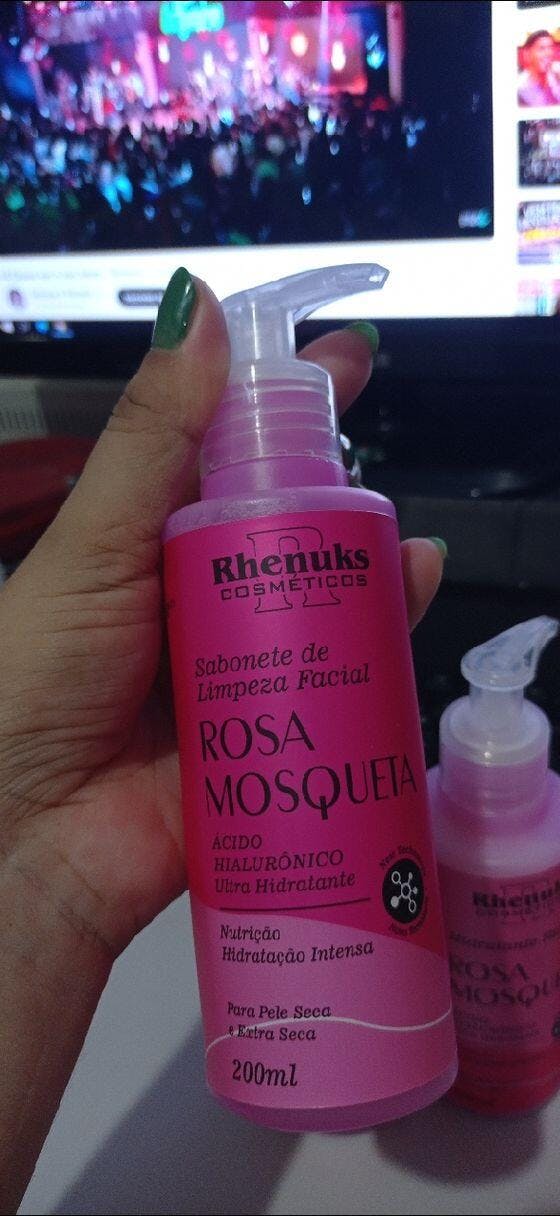 Rhenuks
COSMÉTICOS
Sabonete de
Limpeza Facial
ROSA
MOSQUETA
ÁCIDO
HIALURÔNICO
Ultra Hidratante
Nutrição
Hidratação Intensa
Para Pele Seca
e Extra Seca
200ml
Rhenuks
Hidratante
ROSA